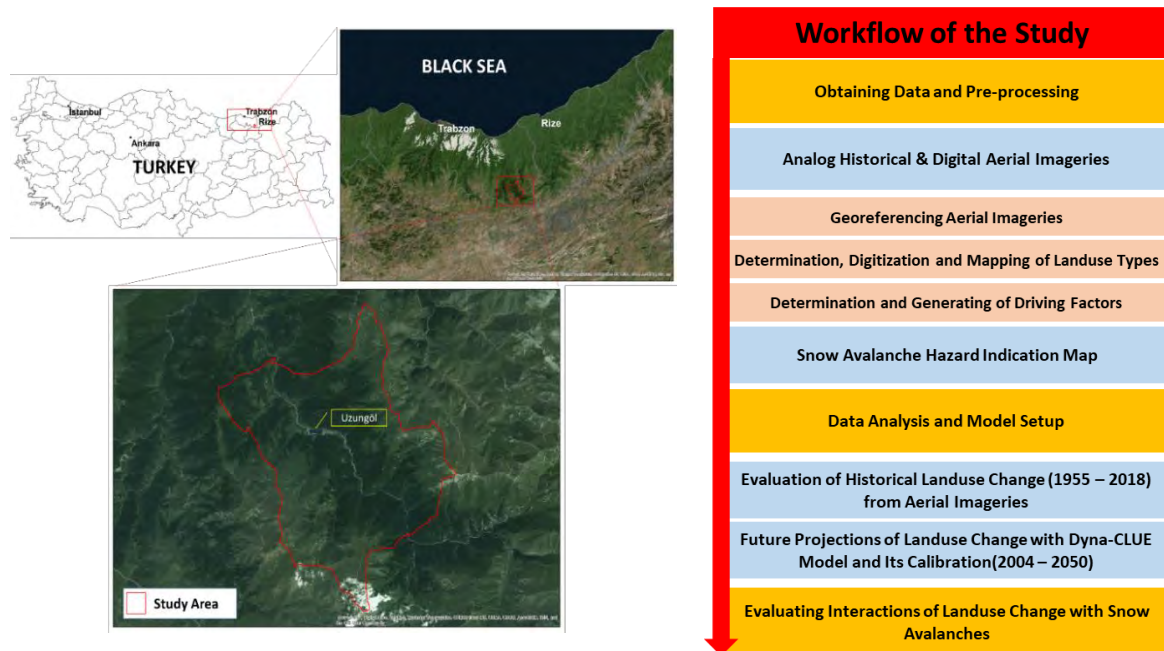 İstanbul
Trabzon
Rize
Ankara
TURKEY
BLACK SEA
Trabzon
Rize
Uzungöl
Study Area
Workflow of the Study
Obtaining Data and Pre-processing
Analog Historical & Digital Aerial Imageries
Georeferencing Aerial Imageries
Determination, Digitization and Mapping of Landuse Types
Determination and Generating of Driving Factors
Snow Avalanche Hazard Indication Map
Data Analysis and Model Setup
Evaluation of Historical Landuse Change (1955 – 2018)
from Aerial Imageries
Future Projections of Landuse Change with Dyna-CLUE
Model and Its Calibration(2004 – 2050)
Evaluating Interactions of Landuse Change with Snow
Avalanches